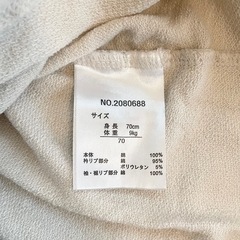 NO.2080688
サイズ
身長 70cm
体重 9kg
70
本体 綿 100%
衿リブ部分 綿 95%
ポリウレタン 5%
袖・裾リブ部分 綿 100%